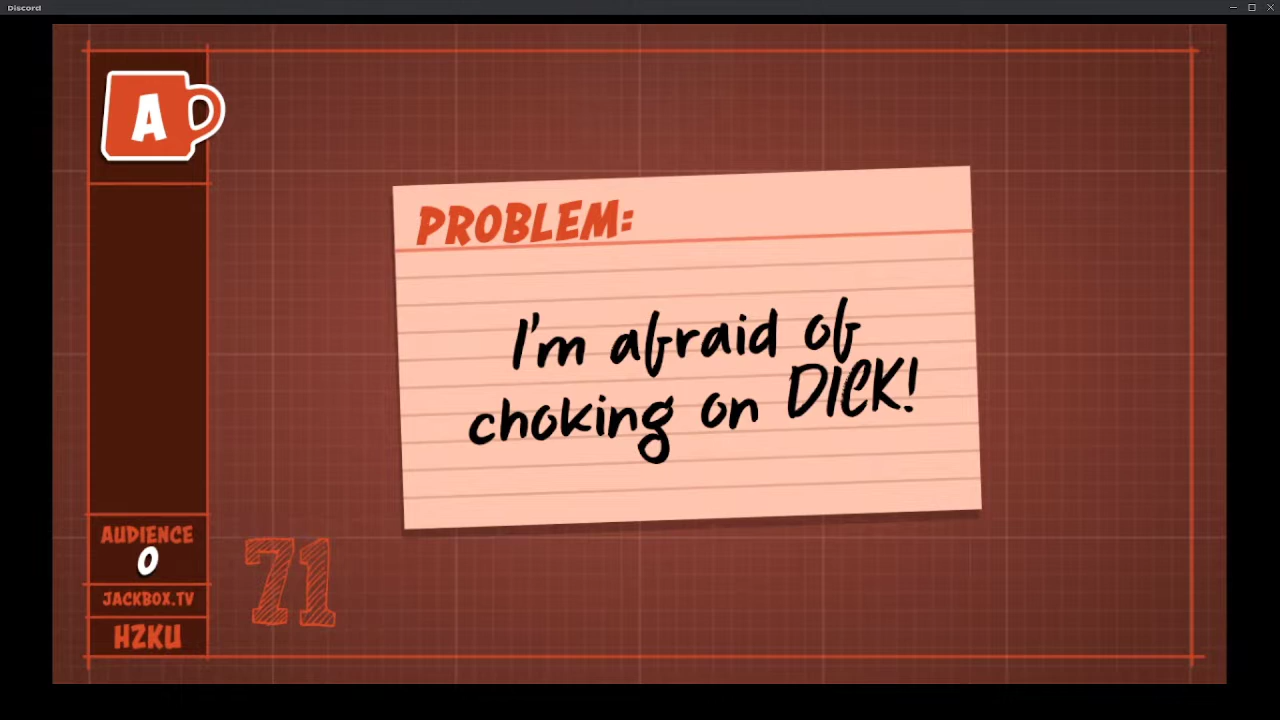 Discord
A
PROBLEM:
I'm afraid of
choking on DICK!
AUDIENCE
0
JACKBOX.TV
HZKU
71